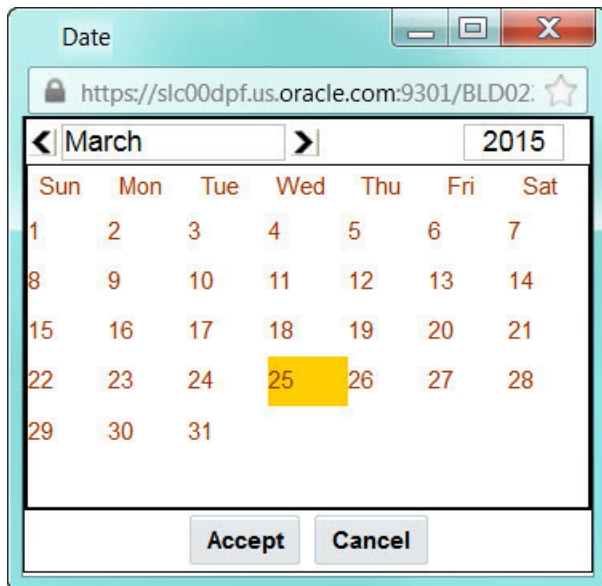 Date
https://slc00dpf.us.oracle.com:9301/BLD02
March 2015
Sun Mon Tue Wed Thu Fri Sat
1 2 3 4 5 6 7
8 9 10 11 12 13 14
15 16 17 18 19 20 21
22 23 24 25 26 27 28
29 30 31
Accept Cancel